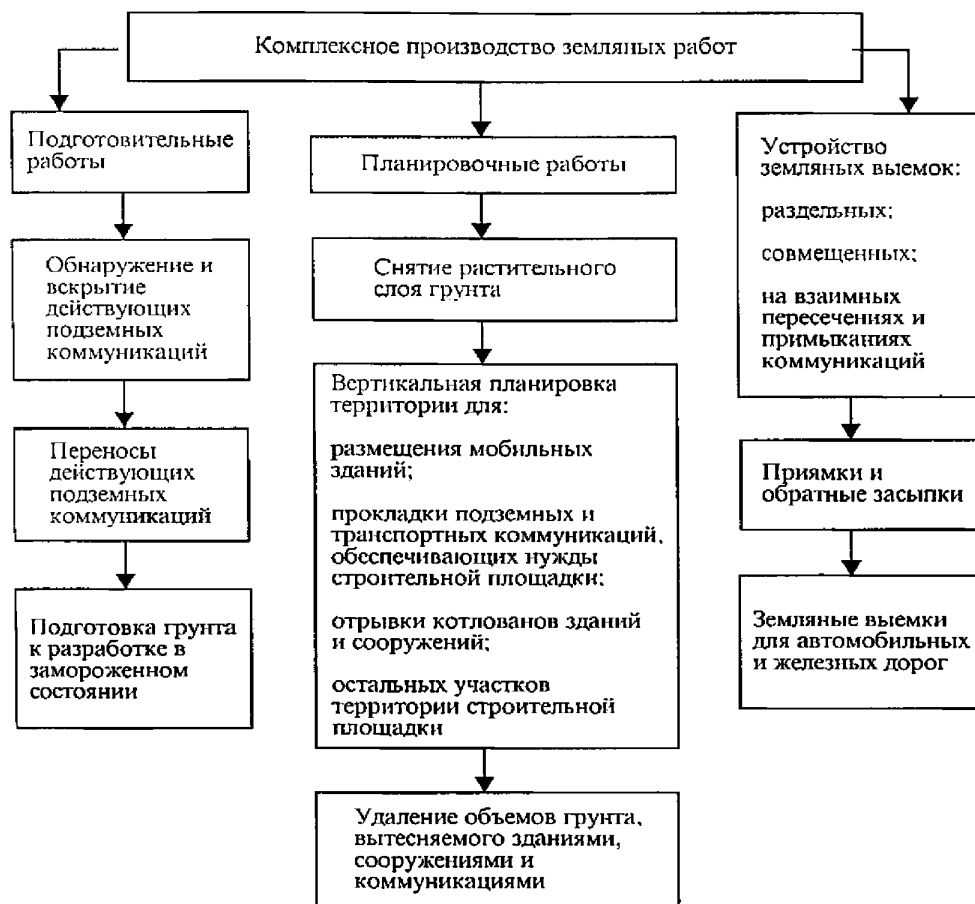 Комплексное производство земляных работ
Подготовительные
работы
Обнаружение и
вскрытие
действующих
подземных
коммуникаций
Переносы
действующих
подземных
коммуникаций
Подготовка грунта
к разработке в
замороженном
состоянии
Планировочные работы
Снятие растительного
слоя грунта
Вертикальная планировка
территории для:
размещения мобильных
зданий;
прокладки подземных и
транспортных коммуникаций,
обеспечивающих нужды
строительной площадки;
отрывки котлованов зданий
и сооружений;
остальных участков
территории строительной
площадки
Удаление объемов грунта,
вытесняемого зданиями,
сооружениями и
коммуникациями
Устройство
земляных выемок:
раздельных;
совмещенных;
на взаимных
пересечениях и
примыканиях
коммуникаций
Приямки и
обратные засыпки
Земляные выемки
для автомобильных
и железных дорог